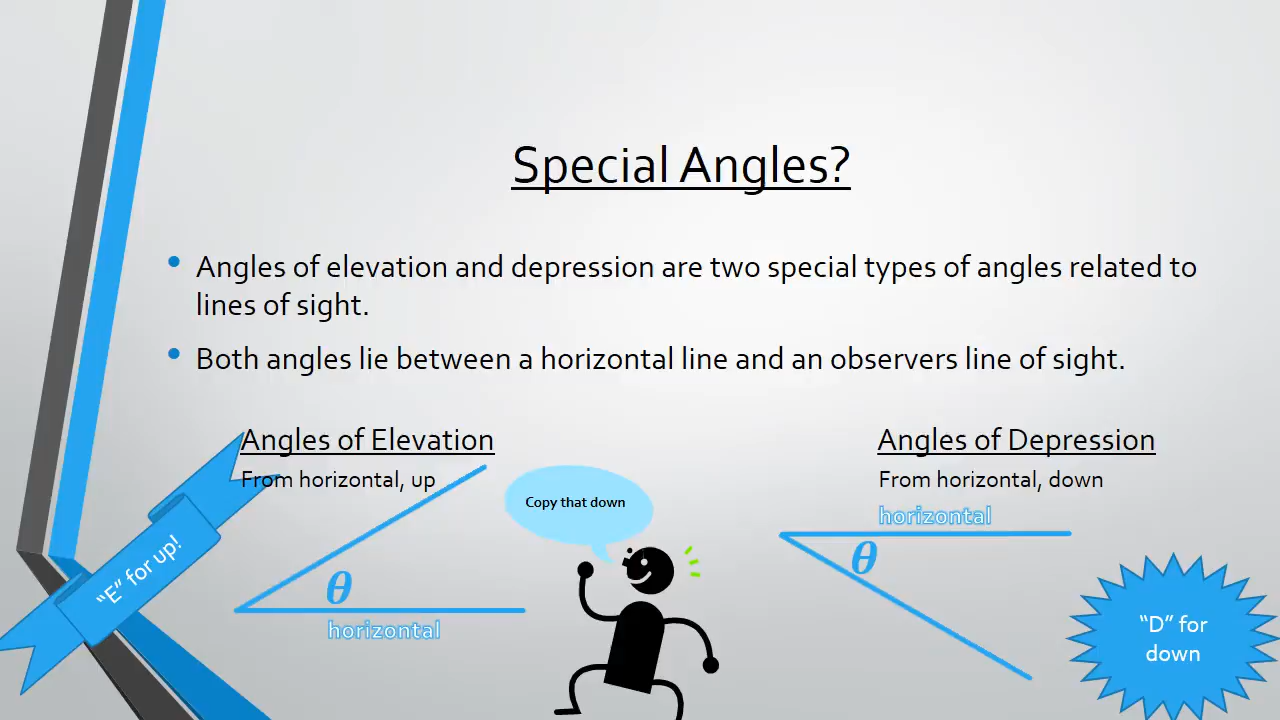 Special Angles?
• Angles of elevation and depression are two special types of angles related to
lines of sight.
• Both angles lie between a horizontal line and an observers line of sight.
Angles of Elevation
From horizontal, up
θ
horizontal
"E" for up!
Copy that down
Angles of Depression
From horizontal, down
horizontal
θ
"D" for
down